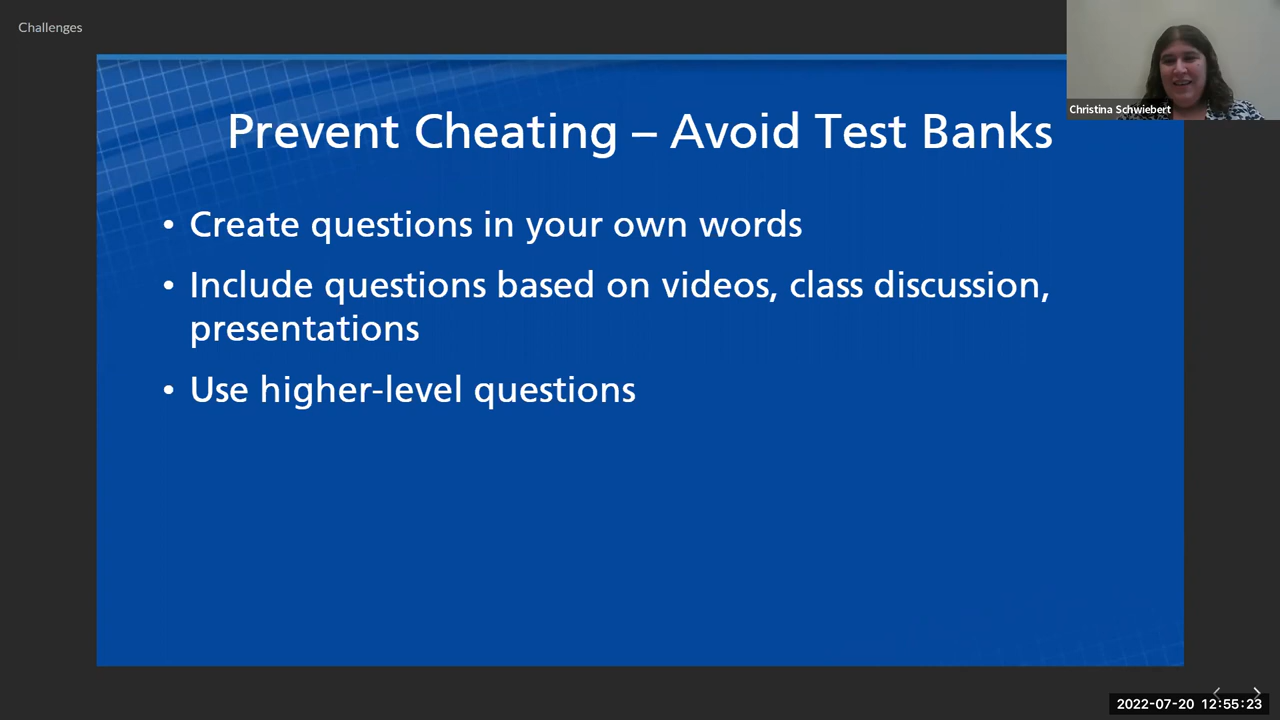 Challenges
Christina Schwiebert
Prevent Cheating – Avoid Test Banks
• Create questions in your own words
• Include questions based on videos, class discussion,
presentations
• Use higher-level questions
2022-07-20 12:55:23